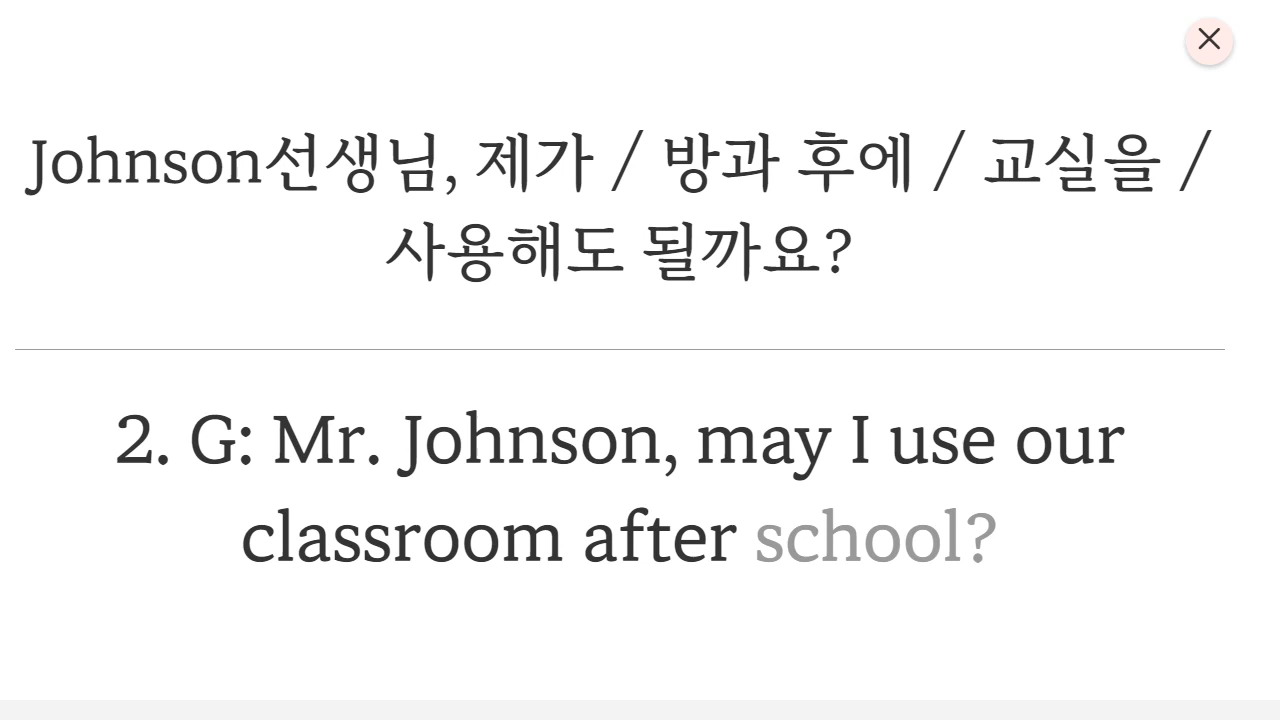 Johnson선생님, 제가 / 방과 후에 / 교실을 /
사용해도 될까요?
2. G: Mr. Johnson, may I use our
classroom after school?